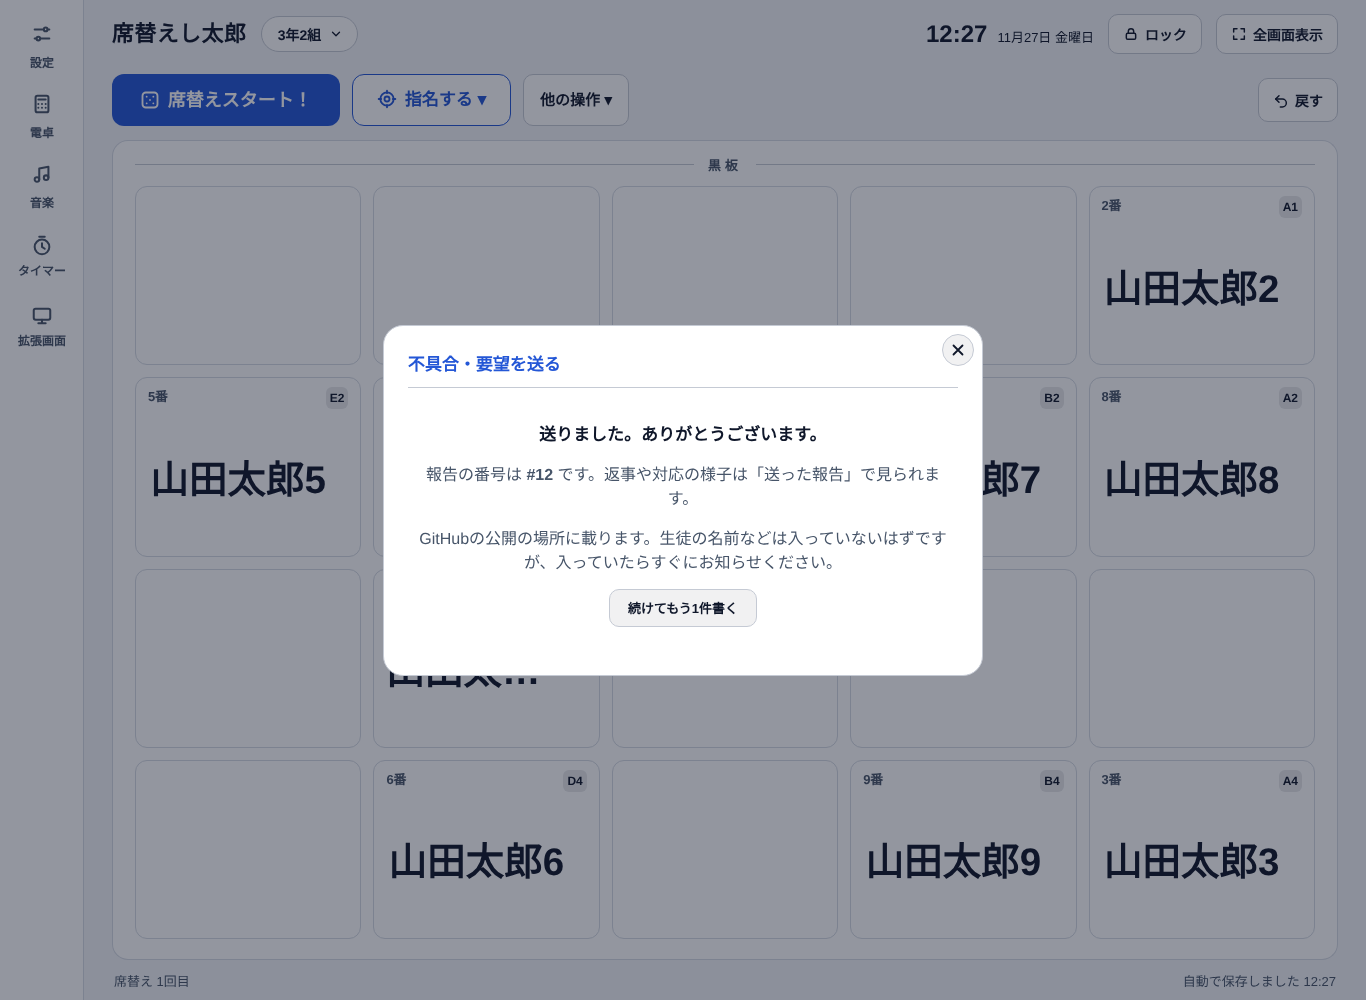 席替えし太郎
3年2組
12:27
11月27日 金曜日
ロック
全画面表示
設定
電卓
音楽
タイマー
拡張画面
席替えスタート！
指名する▼
他の操作▼
戻す
黒板
2番
A1
山田太郎2
5番
E2
山田太郎5
B2
郎7
8番
A2
山田太郎8
不具合・要望を送る
送りました。ありがとうございます。
報告の番号は #12 です。返事や対応の様子は「送った報告」で見られま
す。
GitHubの公開の場所に載ります。生徒の名前などは入っていないはずです
が、入っていたらすぐにお知らせください。
続けてもう1件書く
山田太…
6番
D4
山田太郎6
9番
B4
山田太郎9
3番
A4
山田太郎3
席替え 1回目
自動で保存しました 12:27